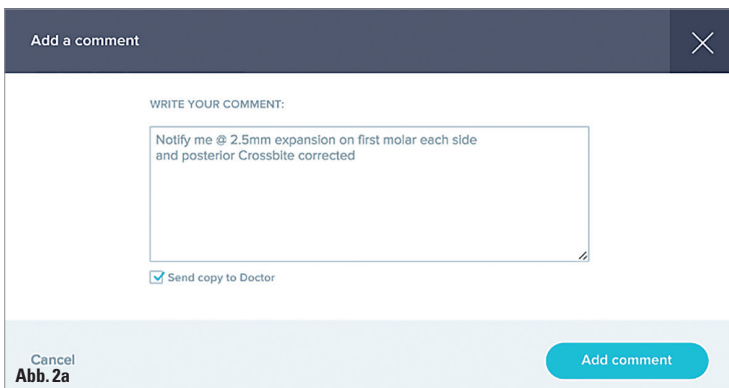 Add a comment
WRITE YOUR COMMENT:
Notify me @ 2.5mm expansion on first molar each side
and posterior Crossbite corrected
Send copy to Doctor
Cancel
Add comment
Abb. 2a